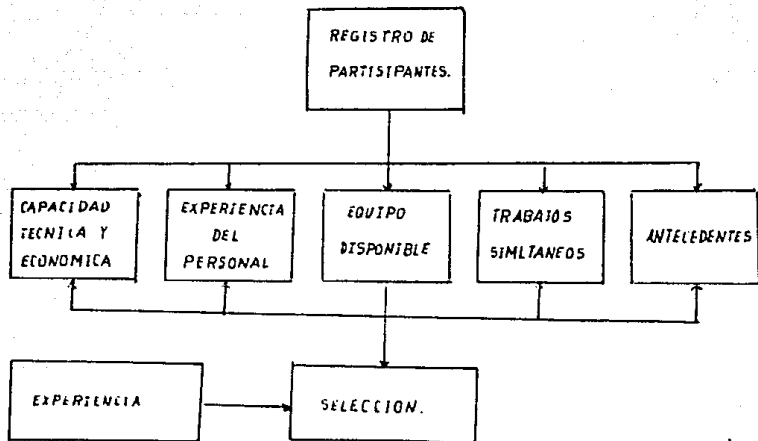 REGISTRO DE
PARTISIPANTES.
CAPACIDAD
TECNICA Y
ECONOMICA
EXPERIENCIA
DEL
PERSONAL
EQUIPO
DISPONIBLE
TRABAJOS
SIMLTANEOS
ANTECEDENTES
EXPERIENCIA
SELECCION.